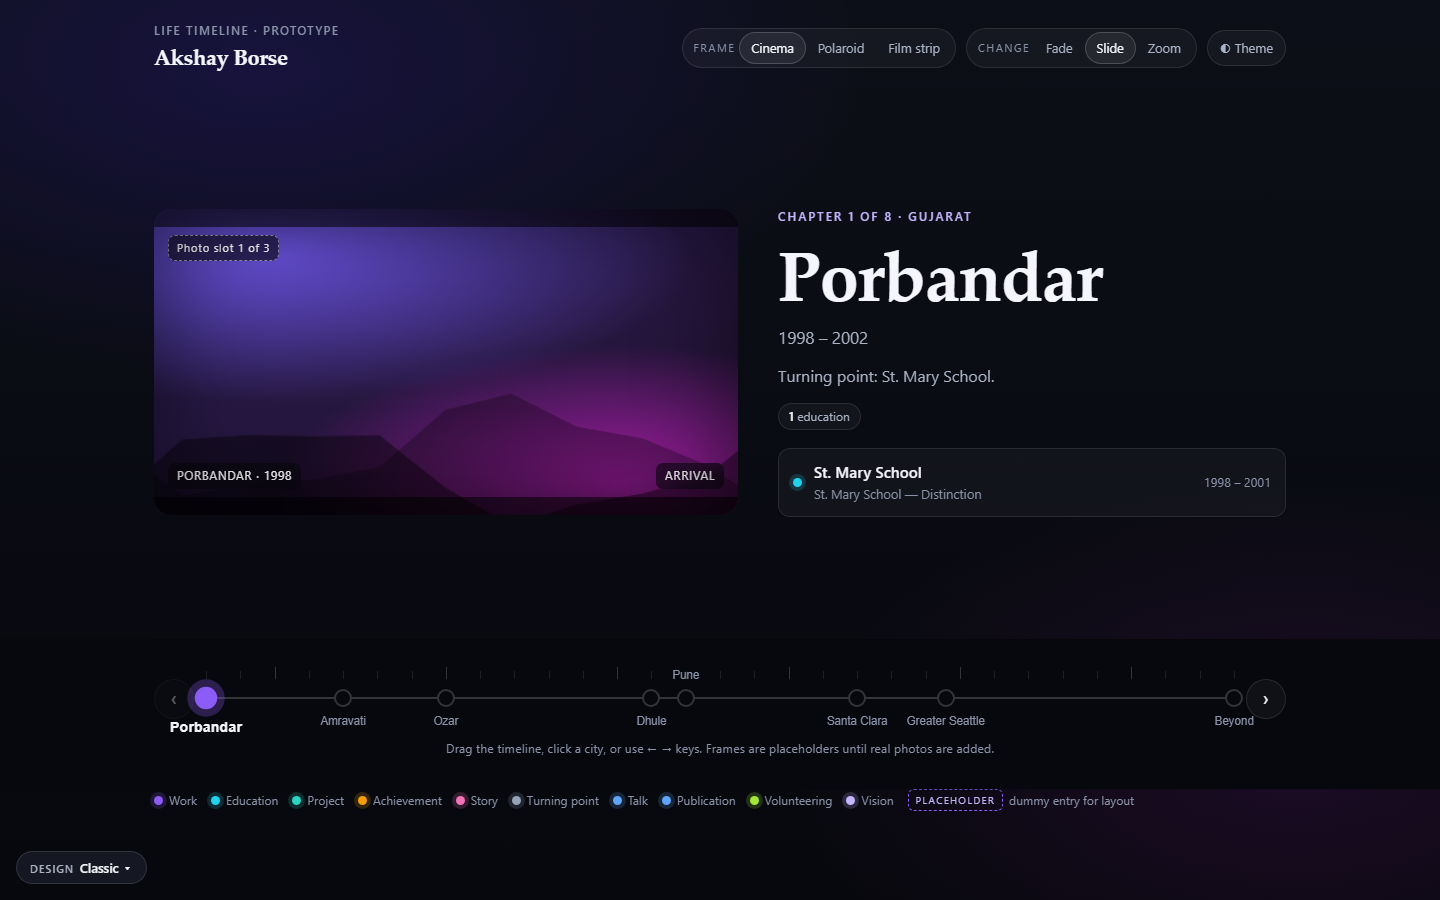 LIFE TIMELINE · PROTOTYPE
Akshay Borse
FRAME Cinema Polaroid Film strip
CHANGE Fade Slide Zoom
◐ Theme
Photo slot 1 of 3
PORBANDAR · 1998
ARRIVAL
CHAPTER 1 OF 8 · GUJARAT
Porbandar
1998 – 2002
Turning point: St. Mary School.
1 education
St. Mary School
St. Mary School — Distinction
1998 – 2001
Pune
‹ ›
Porbandar Amravati Ozar Dhule Santa Clara Greater Seattle Beyond
Drag the timeline, click a city, or use ← → keys. Frames are placeholders until real photos are added.
Work Education Project Achievement Story Turning point Talk Publication Volunteering Vision PLACEHOLDER dummy entry for layout
DESIGN Classic ▾